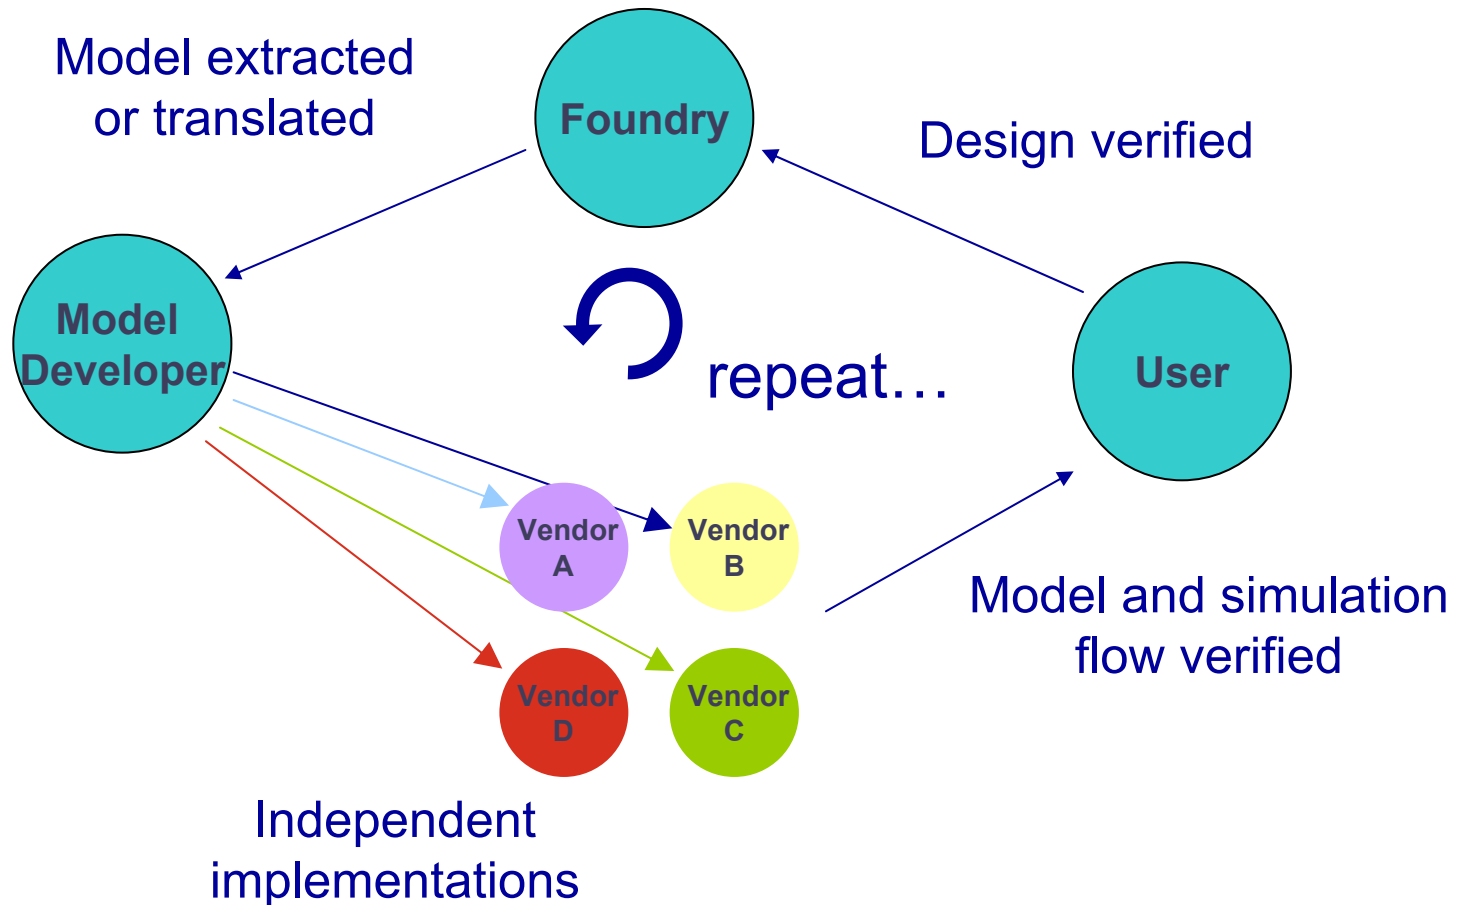 Model extracted
or translated
Foundry
Design verified
Model
Developer
repeat…
User
Vendor
A
Vendor
B
Model and simulation
flow verified
Vendor
D
Vendor
C
Independent
implementations